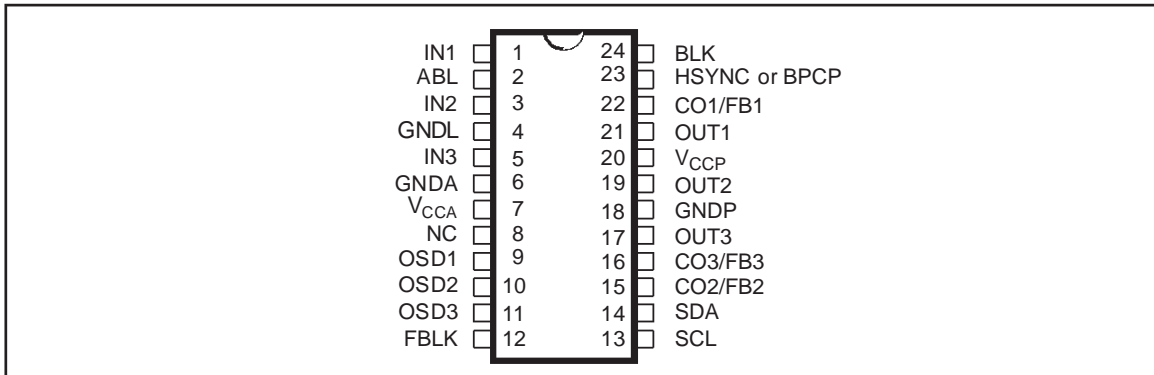 IN1 1 24 BLK
ABL 2 23 HSYNC or BPCP
IN2 3 22 CO1/FB1
GNDL 4 21 OUT1
IN3 5 20 VCCP
GNDA 6 19 OUT2
VCCA 7 18 GNDP
NC 8 17 OUT3
OSD1 9 16 CO3/FB3
OSD2 10 15 CO2/FB2
OSD3 11 14 SDA
FBLK 12 13 SCL